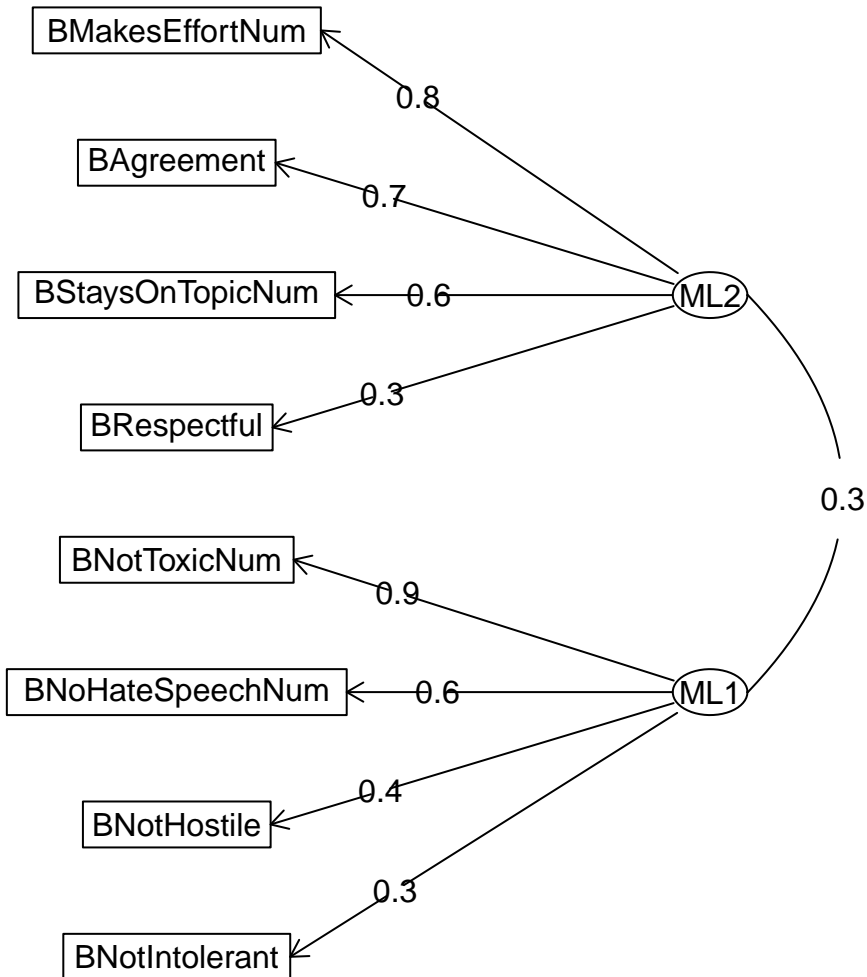 BMakesEffortNum
0.8
BAgreement
0.7
BStaysOnTopicNum
0.6
ML2
0.3
BRespectful
0.3
BNotToxicNum
0.9
BNoHateSpeechNum
0.6
ML1
0.4
BNotHostile
0.3
BNotIntolerant